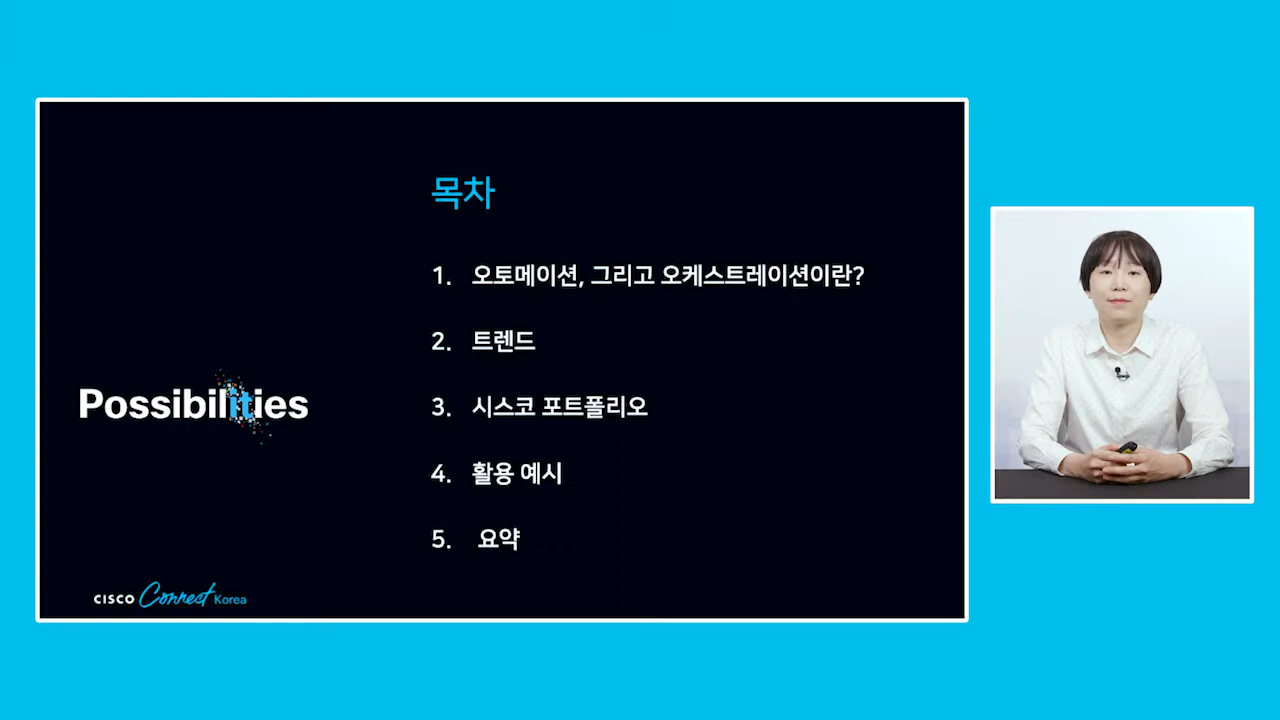 목차
1. 오토메이션, 그리고 오케스트레이션이란?
2. 트렌드
3. 시스코 포트폴리오
4. 활용 예시
5. 요약
Possibilities
CISCO Connect Korea